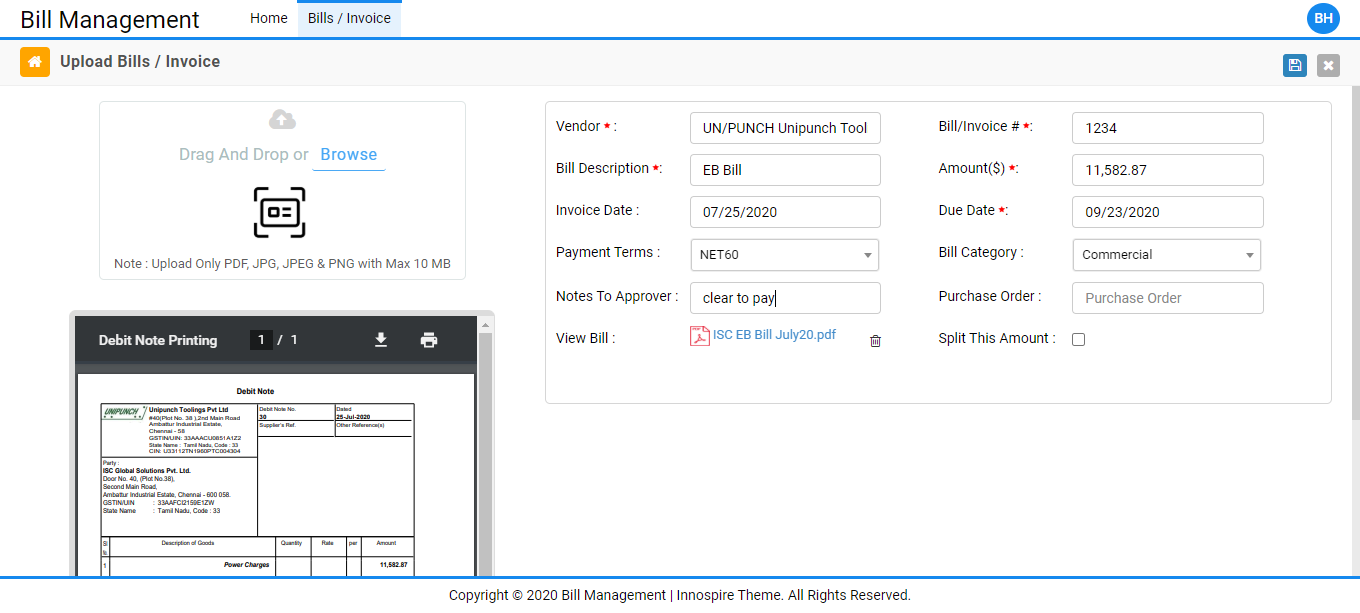 Bill Management
Home
Bills / Invoice
BH
Upload Bills / Invoice
Drag And Drop or Browse
Note : Upload Only PDF, JPG, JPEG & PNG with Max 10 MB
Vendor * :
UN/PUNCH Unipunch Tool
Bill/Invoice # *:
1234
Bill Description *:
EB Bill
Amount($) *:
11,582.87
Invoice Date :
07/25/2020
Due Date *:
09/23/2020
Payment Terms :
NET60
Bill Category :
Commercial
Notes To Approver :
clear to pay
Purchase Order :
Purchase Order
View Bill :
ISC EB Bill July20.pdf
Split This Amount :
Debit Note Printing
1 / 1
Debit Note
UNIPUNCH
Unipunch Toolings Pvt Ltd
#40(Plot No. 38 ),2nd Main Road
Ambattur Industrial Estate,
Chennai - 58
GSTIN/UIN: 33AAACU0851A1Z2
State Name : Tamil Nadu, Code : 33
CIN: U33112TN1960PTC004304
Debit Note No.
30
Dated
25-Jul-2020
Supplier's Ref.
Other Reference(s)
Party :
ISC Global Solutions Pvt. Ltd.
Door No. 40, (Plot No.38),
Second Main Road,
Ambattur Industrial Estate, Chennai - 600 058.
GSTIN/UIN : 33AAFCI2159E1ZW
State Name : Tamil Nadu, Code : 33
Sl
Description of Goods
Quantity
Rate
per
Amount
1
Power Charges
11,582.87
Copyright © 2020 Bill Management | Innospire Theme. All Rights Reserved.